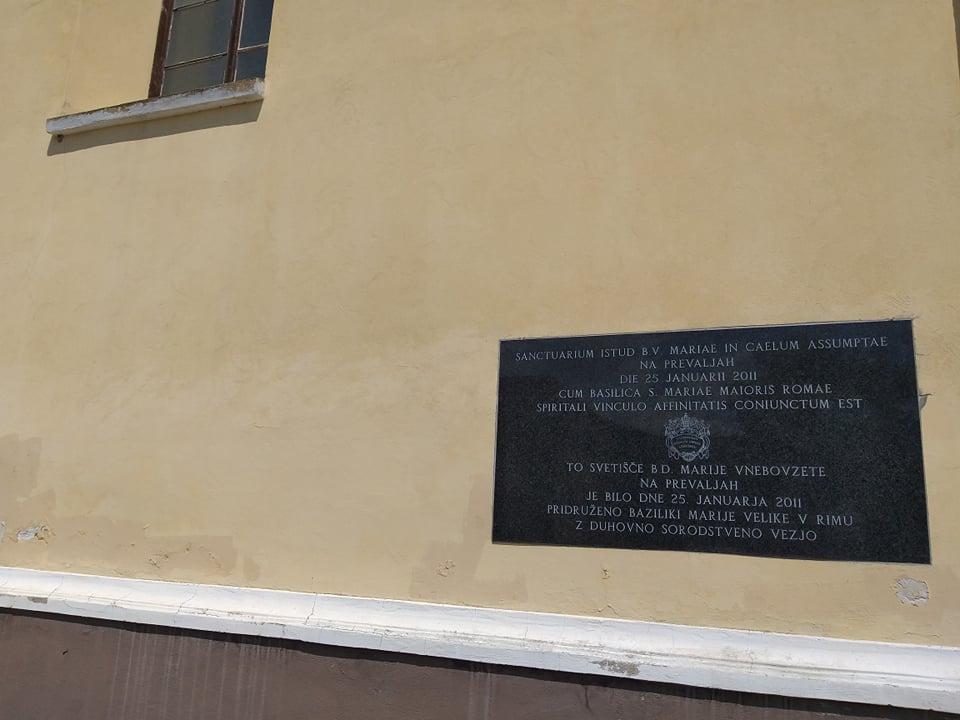 SANCTUARIUM ISTUD B.V. MARIAE IN CAELUM ASSUMPTAE
NA PREVALJAH
DIE 25 JANUARII 2011
CUM BASILICA S. MARIAE MAIORIS ROMAE
SPIRITALI VINCULO AFFINITATIS CONIUNCTUM EST
TO SVETIŠČE B.D. MARIJE VNEBOVZETE
NA PREVALJAH
JE BILO DNE 25. JANUARJA 2011
PRIDRUŽENO BAZILIKI MARIJE VELIKE V RIMU
Z DUHOVNO SORODSTVENO VEZJO